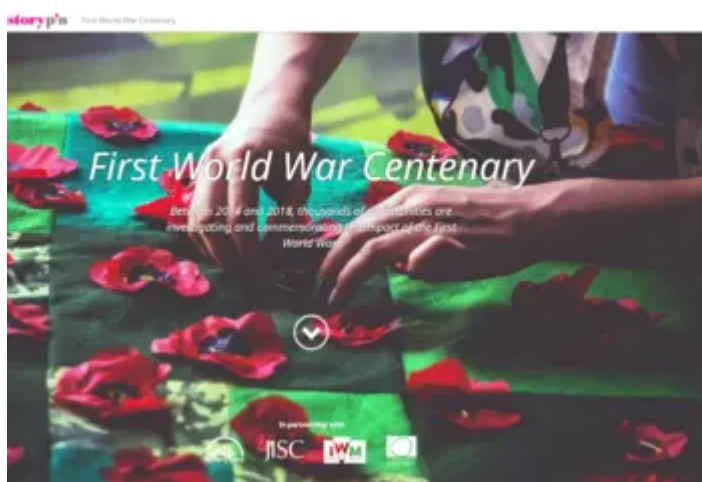 storypin First World War Centenary
First World War Centenary
Between 2014 and 2018, thousands of communities are
investigating and commemorating the impact of the First
World War
In partnership with
JISC IWM